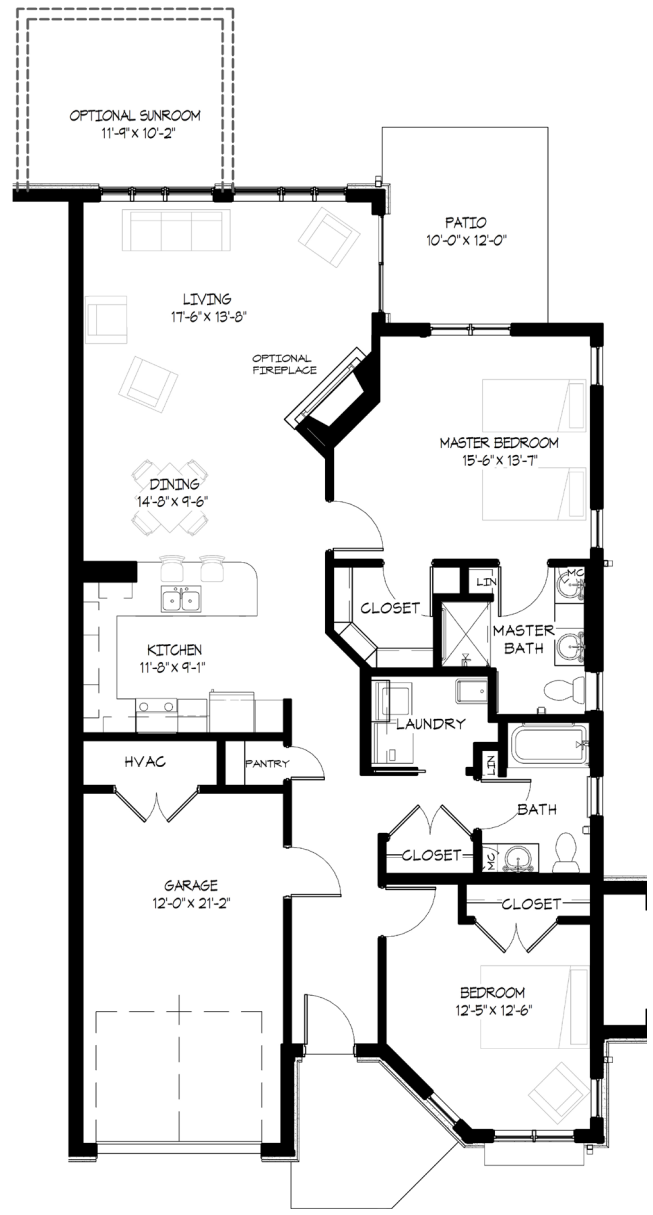 OPTIONAL SUNROOM
11'-9" x 10'-2"
PATIO
10'-0" x 12'-0"
LIVING
17'-6" x 13'-8"
OPTIONAL
FIREPLACE
MASTER BEDROOM
15'-6" x 13'-7"
DINING
14'-8" x 9'-6"
LIN
MC
CLOSET
MASTER
BATH
KITCHEN
11'-8" x 9'-1"
LAUNDRY
HVAC
PANTRY
LIN
BATH
CLOSET
MC
GARAGE
12'-0" x 21'-2"
CLOSET
BEDROOM
12'-5" x 12'-6"